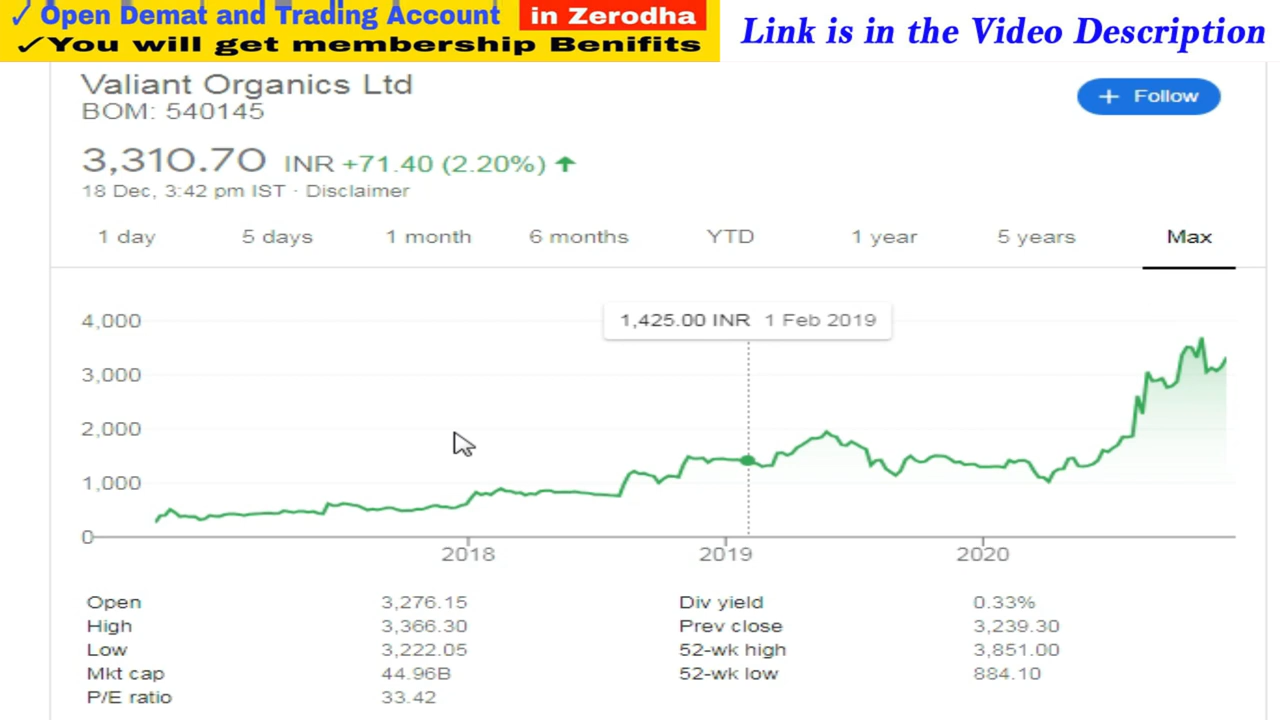 ✓ Open Demat and Trading Account in Zerodha
✓You will get membership Benifits
Link is in the Video Description
Valiant Organics Ltd
BOM: 540145
+ Follow
3,310.70 INR +71.40 (2.20%) ↑
18 Dec, 3:42 pm IST · Disclaimer
1 day 5 days 1 month 6 months YTD 1 year 5 years Max
1,425.00 INR 1 Feb 2019
4,000
3,000
2,000
1,000
0
2018 2019 2020
Open 3,276.15 Div yield 0.33%
High 3,366.30 Prev close 3,239.30
Low 3,222.05 52-wk high 3,851.00
Mkt cap 44.96B 52-wk low 884.10
P/E ratio 33.42